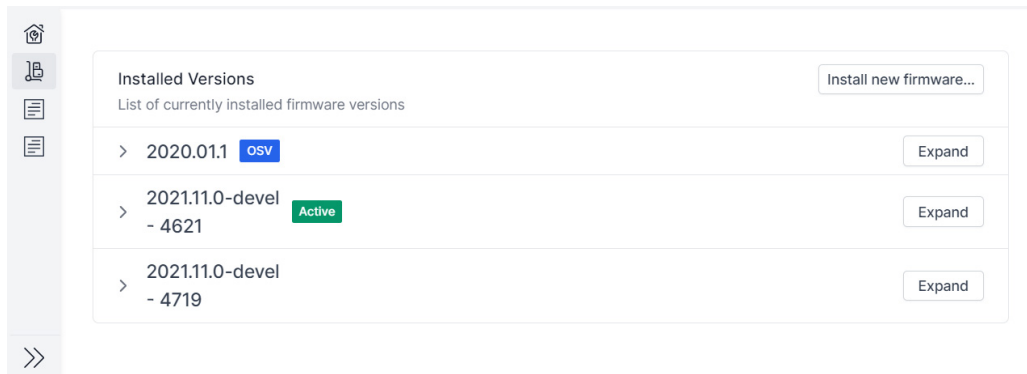 Installed Versions
Install new firmware...
List of currently installed firmware versions
2020.01.1 OSV
Expand
2021.11.0-devel
- 4621
Active
Expand
2021.11.0-devel
- 4719
Expand